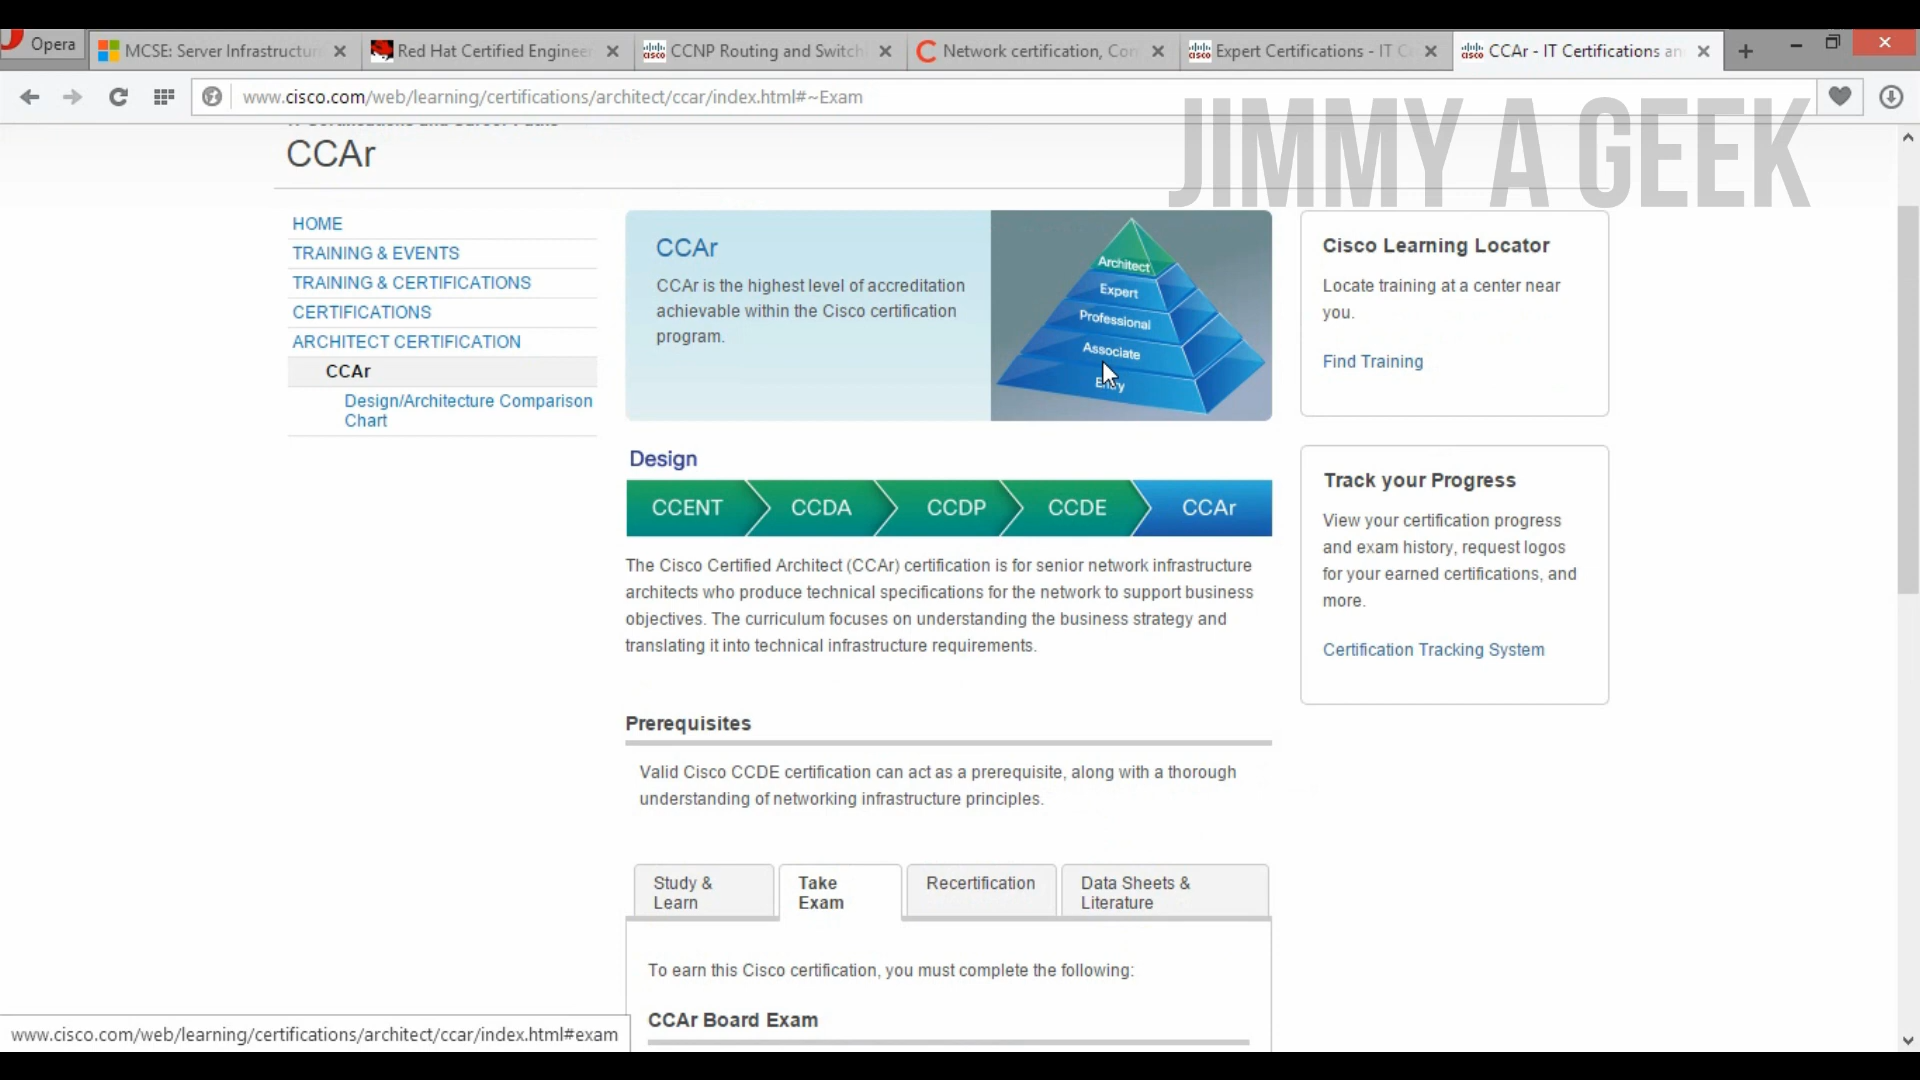 Opera
MCSE: Server Infrastructur
Red Hat Certified Enginee
CCNP Routing and Switch
Network certification, Co
Expert Certifications - IT C
CCAr - IT Certifications an
www.cisco.com/web/learning/certifications/architect/ccar/index.html#~Exam
JIMMY A GEEK
CCAr
HOME
TRAINING & EVENTS
TRAINING & CERTIFICATIONS
CERTIFICATIONS
ARCHITECT CERTIFICATION
CCAr
Design/Architecture Comparison
Chart
CCAr
CCAr is the highest level of accreditation
achievable within the Cisco certification
program.
Architect
Expert
Professional
Associate
Entry
Design
CCENT CCDA CCDP CCDE CCAr
The Cisco Certified Architect (CCAr) certification is for senior network infrastructure
architects who produce technical specifications for the network to support business
objectives. The curriculum focuses on understanding the business strategy and
translating it into technical infrastructure requirements.
Prerequisites
Valid Cisco CCDE certification can act as a prerequisite, along with a thorough
understanding of networking infrastructure principles.
Study &
Learn
Take
Exam
Recertification
Data Sheets &
Literature
To earn this Cisco certification, you must complete the following:
CCAr Board Exam
Cisco Learning Locator
Locate training at a center near
you.
Find Training
Track your Progress
View your certification progress
and exam history, request logos
for your earned certifications, and
more.
Certification Tracking System
www.cisco.com/web/learning/certifications/architect/ccar/index.html#exam